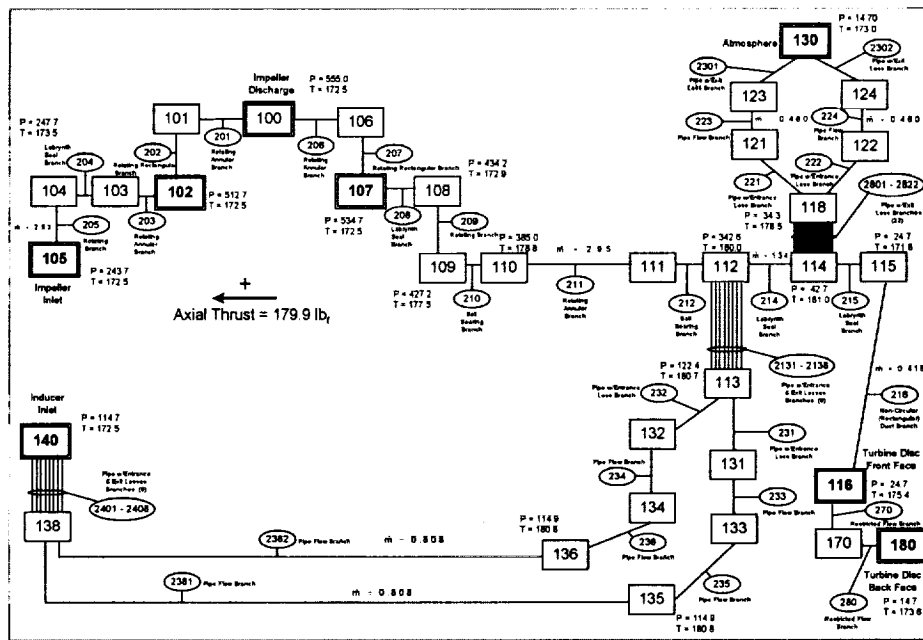 P = 14.70
T = 173.0
Atmosphere
130
2301
2302
Pipe w/Exit
Loss Branch
Pipe w/Exit
Loss Branch
123
124
Impeller
Discharge
P = 555.0
T = 172.5
100
101
106
201
Rotating
Annular
Branch
206
Rotating
Annular
Branch
P = 247.7
T = 173.5
202
Rotating Rectangular
Branch
207
Rotating Rectangular Branch
223
Pipe Flow
Branch
224
Pipe Flow
Branch
121
122
Labyrinth
Seal
Branch
204
104
103
102
P = 512.7
T = 172.5
203
Rotating
Annular
Branch
205
Rotating
Branch
105
P = 243.7
T = 172.5
Impeller
Inlet
107
P = 534.7
T = 172.5
208
Labyrinth
Seal
Branch
108
P = 434.2
T = 172.9
209
Rotating Branch
109
P = 427.2
T = 177.5
210
Ball
Bearing
Branch
110
P = 385.0
T = 178.8
211
Rotating
Annular
Branch
111
212
Ball
Bearing
Branch
112
P = 342.6
T = 180.0
214
Labyrinth
Seal
Branch
114
P = 42.7
T = 181.0
215
Labyrinth
Seal
Branch
115
P = 24.7
T = 171.8
221
Pipe w/Entrance
Loss Branch
222
Pipe w/Entrance
Loss Branch
118
P = 34.3
T = 178.5
2801 - 2822
Pipe w/Exit
Loss Branches
(22)
+
Axial Thrust = 179.9 lbf
2131 - 2138
Pipe w/Entrance
& Exit Losses
Branches (8)
P = 122.4
T = 180.7
113
232
Pipe w/Entrance
Loss Branch
132
231
Pipe w/Entrance
Loss Branch
131
234
Pipe Flow Branch
134
233
Pipe Flow
Branch
133
236
Pipe Flow Branch
136
P = 114.9
T = 180.8
235
Pipe Flow
Branch
135
P = 114.9
T = 180.8
218
Non-Circular
(Rectangular)
Duct Branch
Turbine Disc
Front Face
116
P = 24.7
T = 175.4
270
Restricted Flow Branch
170
180
280
Restricted Flow
Branch
Turbine Disc
Back Face
P = 14.7
T = 173.6
Inducer
Inlet
P = 114.7
T = 172.5
140
Pipe w/Entrance
& Exit Losses
Branches
2401 - 2408
138
2382
Pipe Flow Branch
ṁ - 0.808
2381
Pipe Flow Branch
ṁ - 0.808